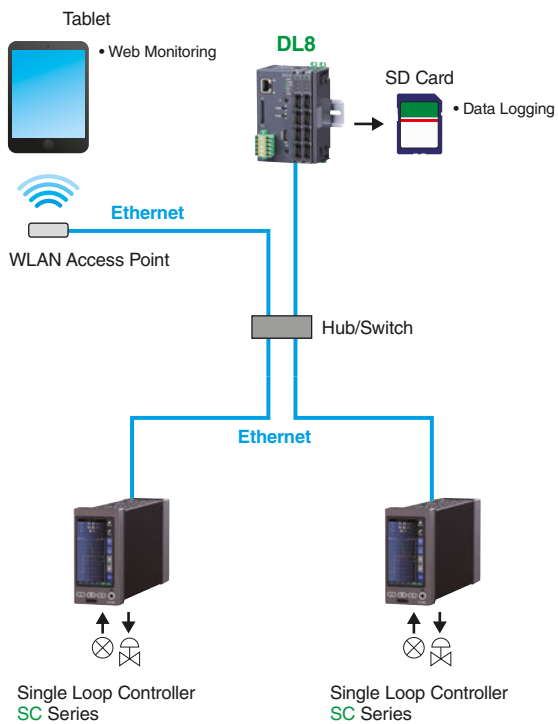 Tablet
• Web Monitoring
DL8
SD Card
• Data Logging
Ethernet
WLAN Access Point
Hub/Switch
Ethernet
Single Loop Controller
SC Series
Single Loop Controller
SC Series